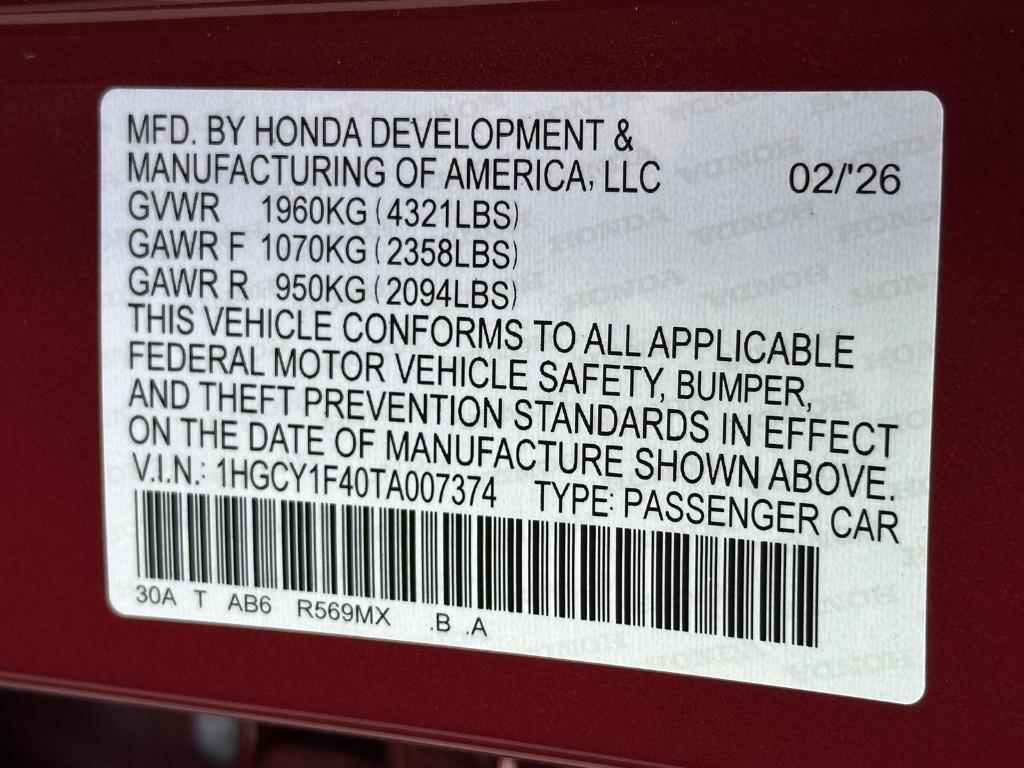 MFD. BY HONDA DEVELOPMENT &
MANUFACTURING OF AMERICA, LLC 02/'26
GVWR 1960KG (4321LBS)
GAWR F 1070KG (2358LBS)
GAWR R 950KG (2094LBS)
THIS VEHICLE CONFORMS TO ALL APPLICABLE
FEDERAL MOTOR VEHICLE SAFETY, BUMPER,
AND THEFT PREVENTION STANDARDS IN EFFECT
ON THE DATE OF MANUFACTURE SHOWN ABOVE.
V.I.N.: 1HGCY1F40TA007374 TYPE: PASSENGER CAR
30A T AB6 R569MX .B .A